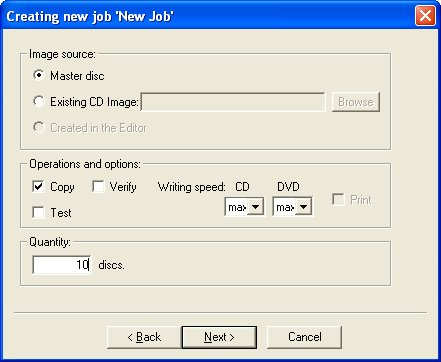 Creating new job 'New Job'
Image source:
Master disc
Existing CD Image: Browse
Created in the Editor
Operations and options:
Copy Verify Writing speed: CD DVD Print
max max
Test
Quantity:
10 discs.
< Back Next > Cancel